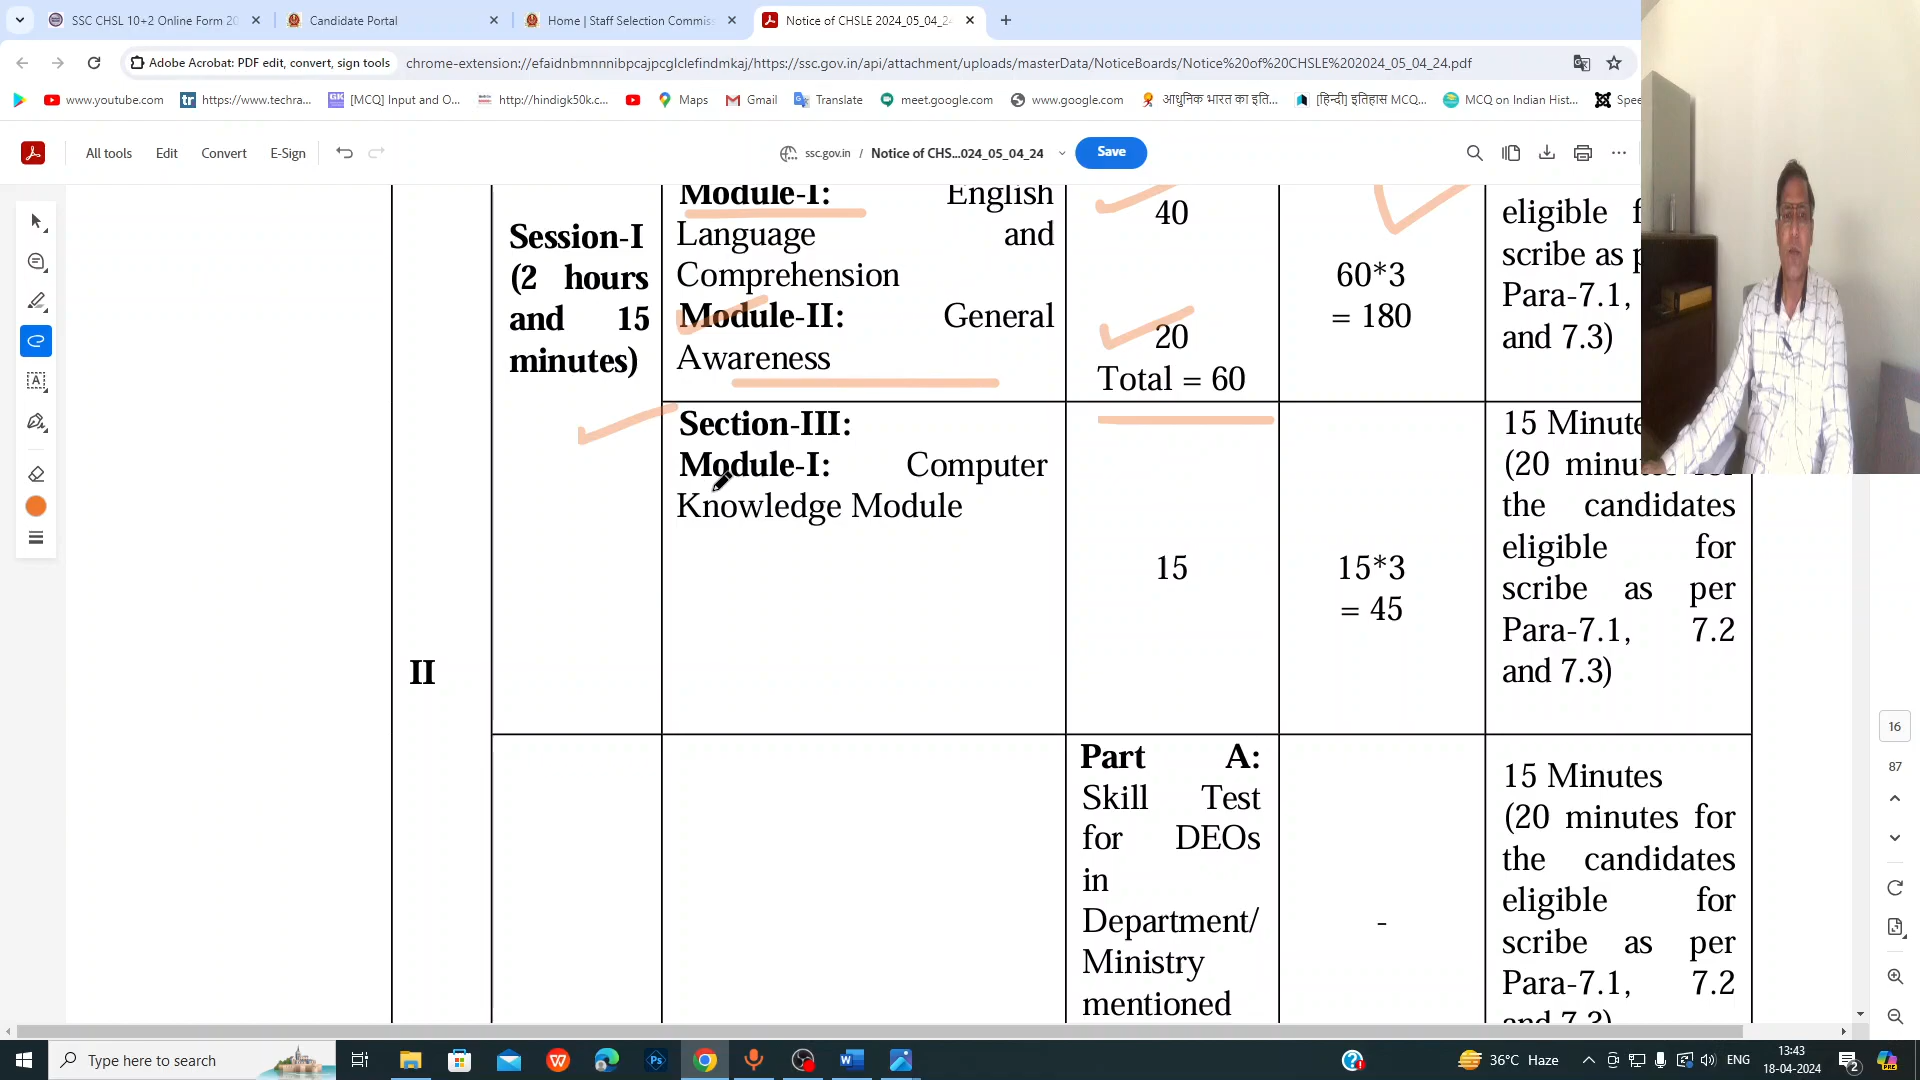 SSC CHSL 10+2 Online Form 20
Candidate Portal
Home | Staff Selection Commis
Notice of CHSLE 2024_05_04_24
Adobe Acrobat: PDF edit, convert, sign tools
chrome-extension://efaidnbmnnnibpcajpcglclefindmkaj/https://ssc.gov.in/api/attachment/uploads/masterData/NoticeBoards/Notice%20of%20CHSLE%202024_05_04_24.pdf
www.youtube.com
https://www.techra...
[MCQ] Input and O...
http://hindigk50k.c...
Maps
Gmail
Translate
meet.google.com
www.google.com
आधुनिक भारत का इति...
[हिन्दी] इतिहास MCQ...
MCQ on Indian Hist...
Spee
All tools
Edit
Convert
E-Sign
ssc.gov.in / Notice of CHS...024_05_04_24
Save
Session-I
(2 hours
and 15
minutes)
Module-I: English
Language and
Comprehension
Module-II: General
Awareness
40
20
Total = 60
60*3
= 180
eligible f
scribe as p
Para-7.1,
and 7.3)
Section-III:
Module-I: Computer
Knowledge Module
15
15*3
= 45
15 Minute
(20 minut
the candidates
eligible for
scribe as per
Para-7.1, 7.2
and 7.3)
II
Part A:
Skill Test
for DEOs
in
Department/
Ministry
mentioned
-
15 Minutes
(20 minutes for
the candidates
eligible for
scribe as per
Para-7.1, 7.2
and 7.3)
16
87
Type here to search
36°C Haze
ENG
13:43
18-04-2024
2